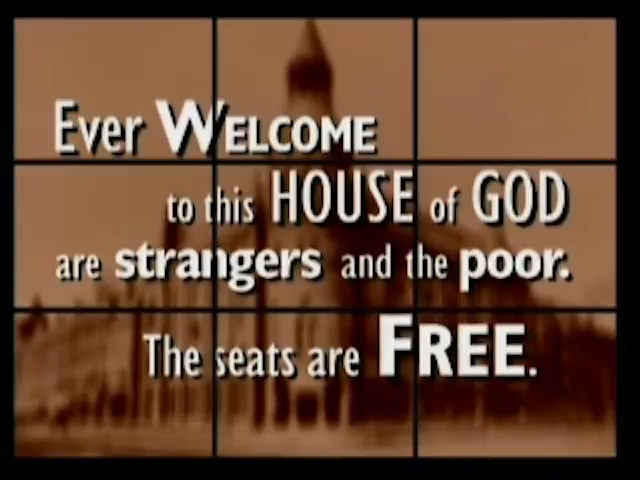 Ever WELCOME
to this HOUSE of GOD
are strangers and the poor.
The seats are FREE.